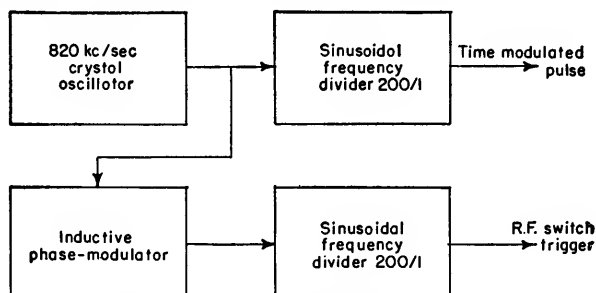 820 kc/sec
crystol
oscillotor
Sinusoidol
frequency
divider 200/1
Time modulated
pulse
Inductive
phase-modulator
Sinusoidal
frequency
divider 200/1
R.F. switch
trigger